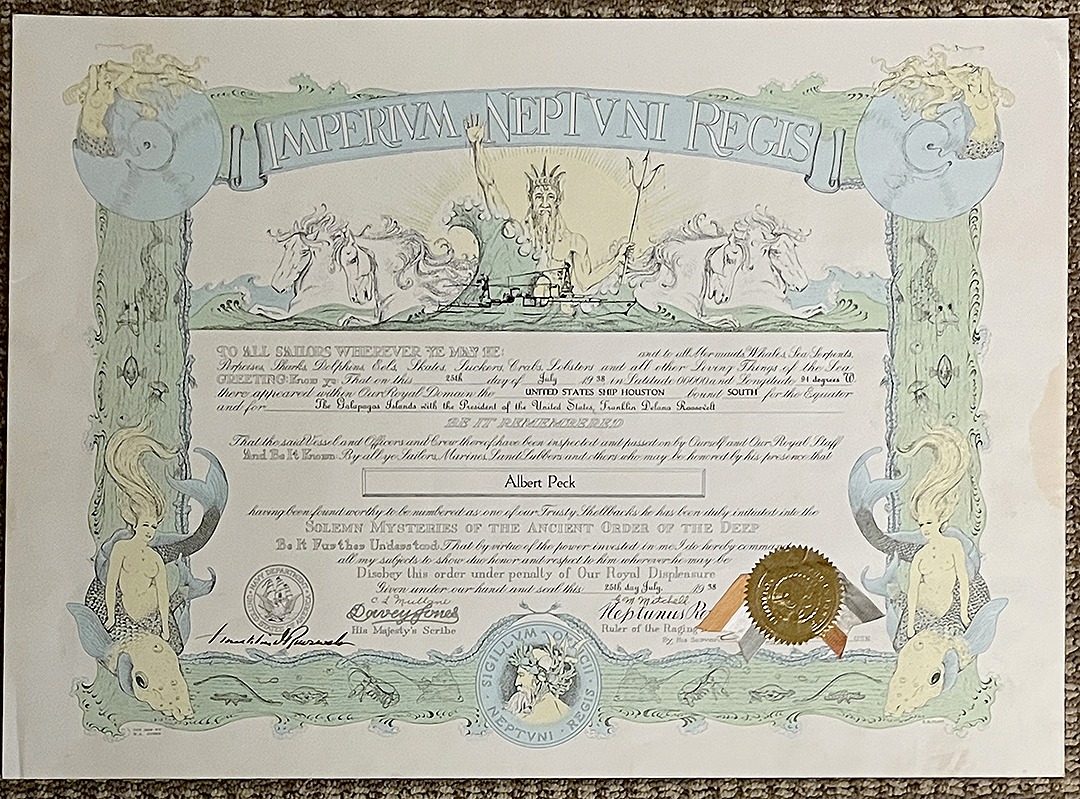 IMPERIVM NEPTVNI REGIS
TO ALL SAILORS WHEREVER YE MAY BE: and to all Mermaids, Whales, Sea Serpents,
Porpoises, Sharks, Dolphins, Eels, Skates, Suckers, Crabs, Lobsters and all other Living Things of the Sea
GREETING: Know ye: That on this 25th day of July 1938 in Latitude 00000 and Longitude 91 degrees W.
there appeared within Our Royal Domain the UNITED STATES SHIP HOUSTON bound SOUTH for the Equator
and for The Galapagos Islands with the President of the United States, Franklin Delano Roosevelt
BE IT REMEMBERED
That the said Vessel and Officers and Crew thereof have been inspected and passed on by Ourself and Our Royal Staff
And Be It Known: By all ye Sailors, Marines, Land Lubbers and others who may be honored by his presence that
Albert Peck
having been found worthy to be numbered as one of our Trusty Shellbacks he has been duly initiated into the
SOLEMN MYSTERIES OF THE ANCIENT ORDER OF THE DEEP
Be It Further Understood: That by virtue of the power invested in me I do hereby comm
all my subjects to show due honor and respect to him wherever he may be
Disobey this order under penalty of Our Royal Displeasure
Given under our hand and seal this 25th day July, 1938
NAVY DEPARTMENT
Davey Jones
His Majesty's Scribe
G M Mitchell
Neptunus R
Ruler of the Raging
By His Serv
SIGILLVM OFFICII
NEPTVNI REGIS